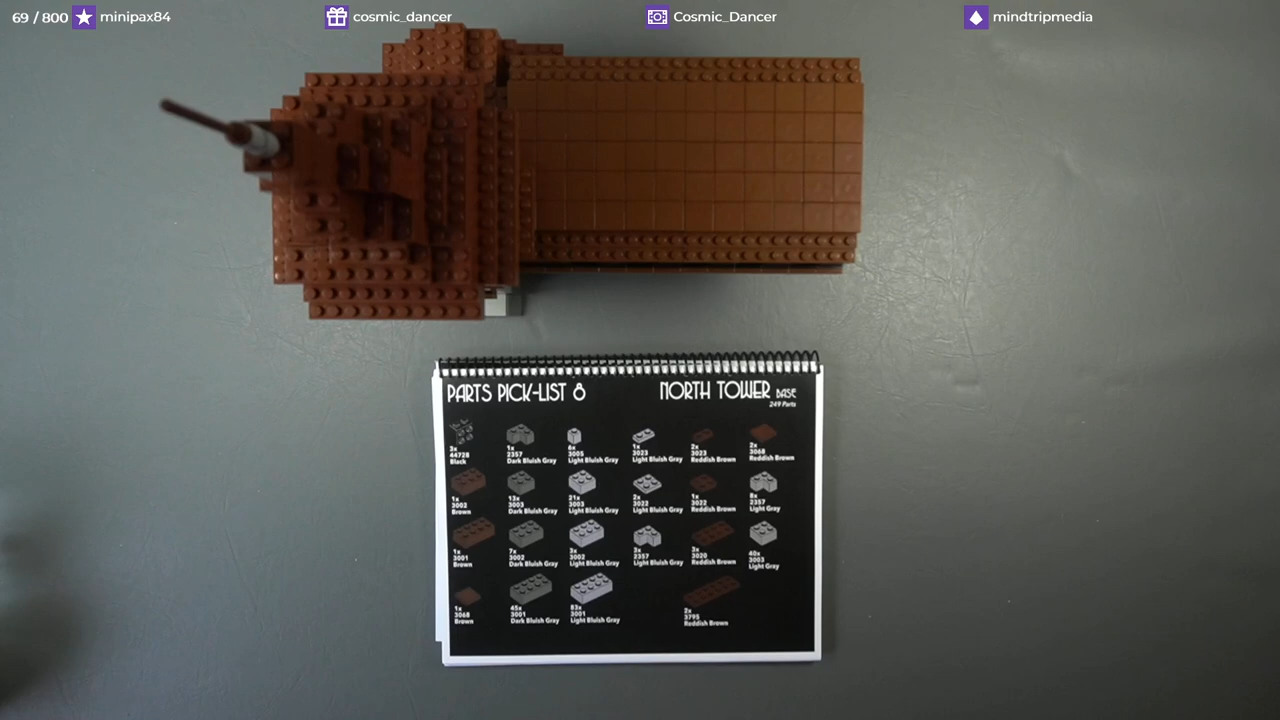 69 / 800 minipax84 cosmic_dancer Cosmic_Dancer mindtripmedia
PARTS PICK-LIST 8 NORTH TOWER BASE
249 Parts
3x
44728
Black
1x
2357
Dark Bluish Gray
6x
3005
Light Bluish Gray
1x
3023
Light Bluish Gray
2x
3023
Reddish Brown
2x
3068
Reddish Brown
1x
3002
Brown
12x
3003
Dark Bluish Gray
21x
3003
Light Bluish Gray
2x
3022
Light Bluish Gray
1x
3022
Reddish Brown
8x
2357
Light Gray
1x
3001
Brown
7x
3002
Dark Bluish Gray
3x
3002
Light Bluish Gray
3x
2357
Light Bluish Gray
3x
3020
Reddish Brown
40x
3003
Light Gray
1x
3068
Brown
45x
3001
Dark Bluish Gray
83x
3001
Light Bluish Gray
2x
3795
Reddish Brown